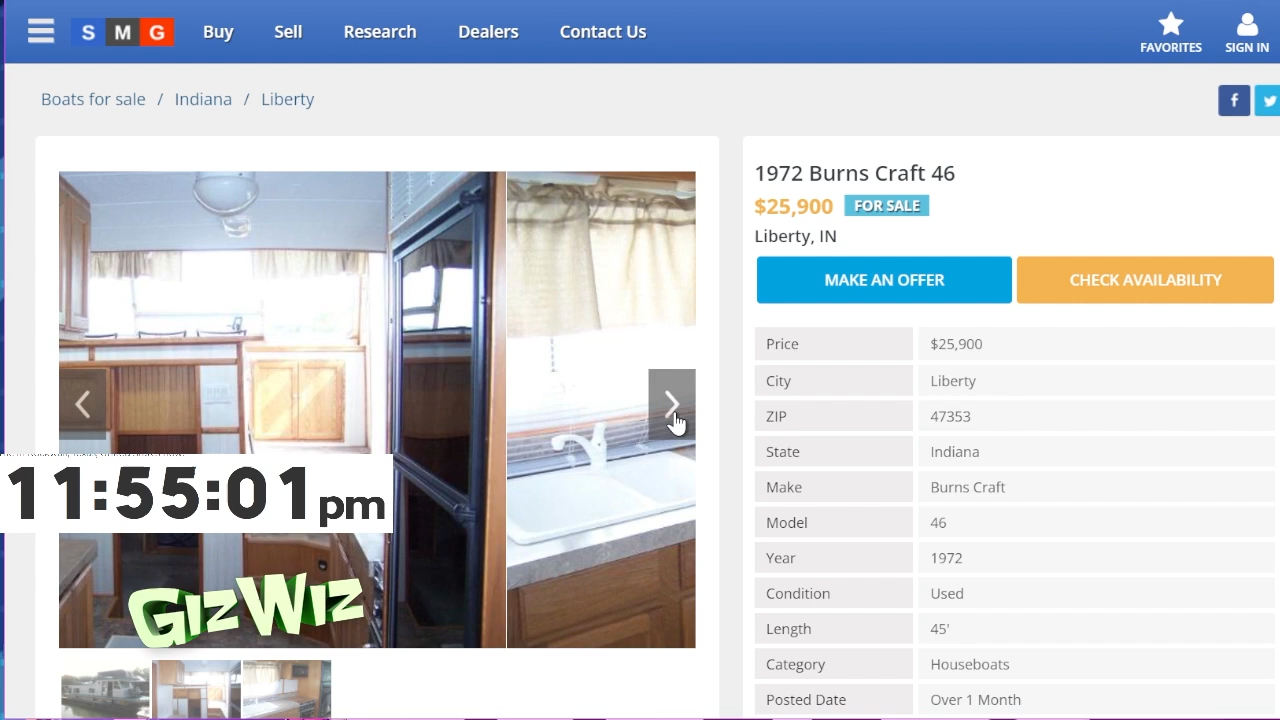 S M G Buy Sell Research Dealers Contact Us FAVORITES SIGN IN
Boats for sale / Indiana / Liberty
1972 Burns Craft 46
$25,900 FOR SALE
Liberty, IN
MAKE AN OFFER CHECK AVAILABILITY
Price $25,900
City Liberty
ZIP 47353
State Indiana
Make Burns Craft
Model 46
Year 1972
Condition Used
Length 45'
Category Houseboats
Posted Date Over 1 Month
11:55:01pm
GizWiz